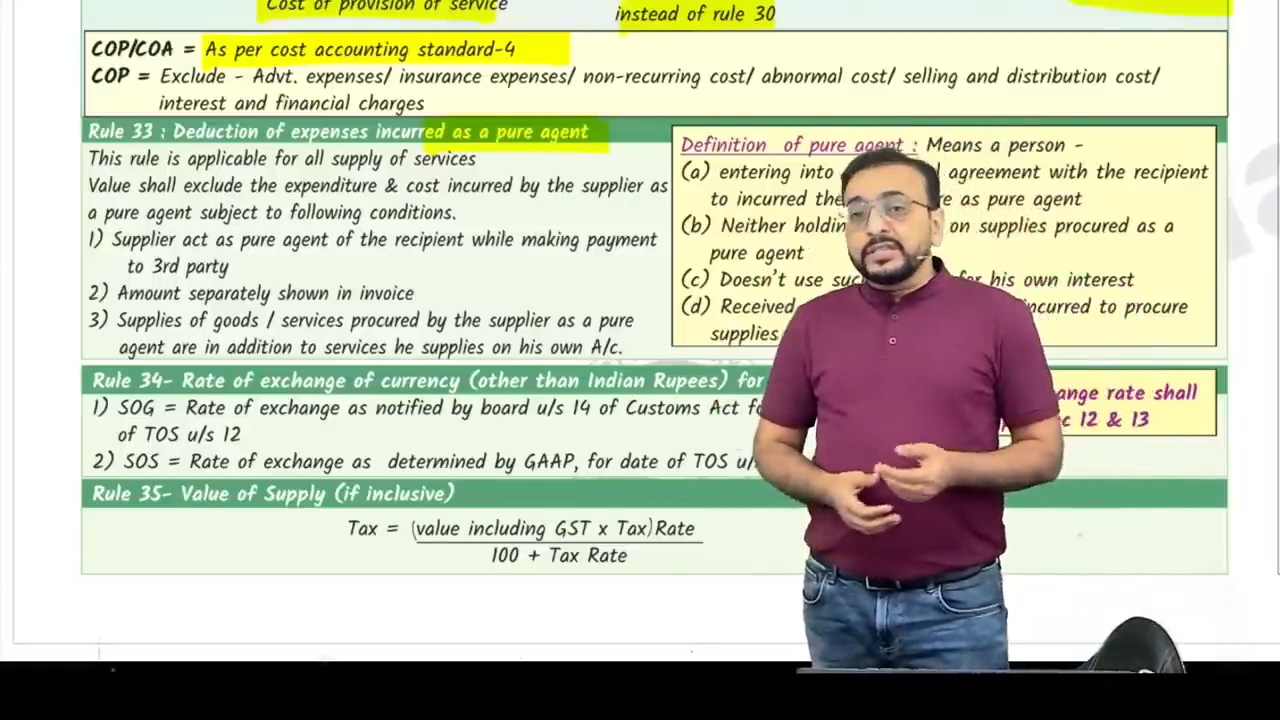 Cost of provision of service
instead of rule 30
COP/COA = As per cost accounting standard-4
COP = Exclude - Advt. expenses/ insurance expenses/ non-recurring cost/ abnormal cost/ selling and distribution cost/
interest and financial charges
Rule 33 : Deduction of expenses incurred as a pure agent
This rule is applicable for all supply of services
Value shall exclude the expenditure & cost incurred by the supplier as
a pure agent subject to following conditions.
1) Supplier act as pure agent of the recipient while making payment
to 3rd party
2) Amount separately shown in invoice
3) Supplies of goods / services procured by the supplier as a pure
agent are in addition to services he supplies on his own A/c.
Definition of pure agent : Means a person -
(a) entering into agreement with the recipient
to incurred the as pure agent
(b) Neither on supplies procured as a
pure agent
(c) Doesn't use for his own interest
(d) Received incurred to procure
supplies
Rule 34- Rate of exchange of currency (other than Indian Rupees) for
1) SOG = Rate of exchange as notified by board u/s 14 of Customs Act
of TOS u/s 12
2) SOS = Rate of exchange as determined by GAAP, for date of TOS
rate shall
12 & 13
Rule 35- Value of Supply (if inclusive)
Tax = (value including GST x Tax)Rate
100 + Tax Rate